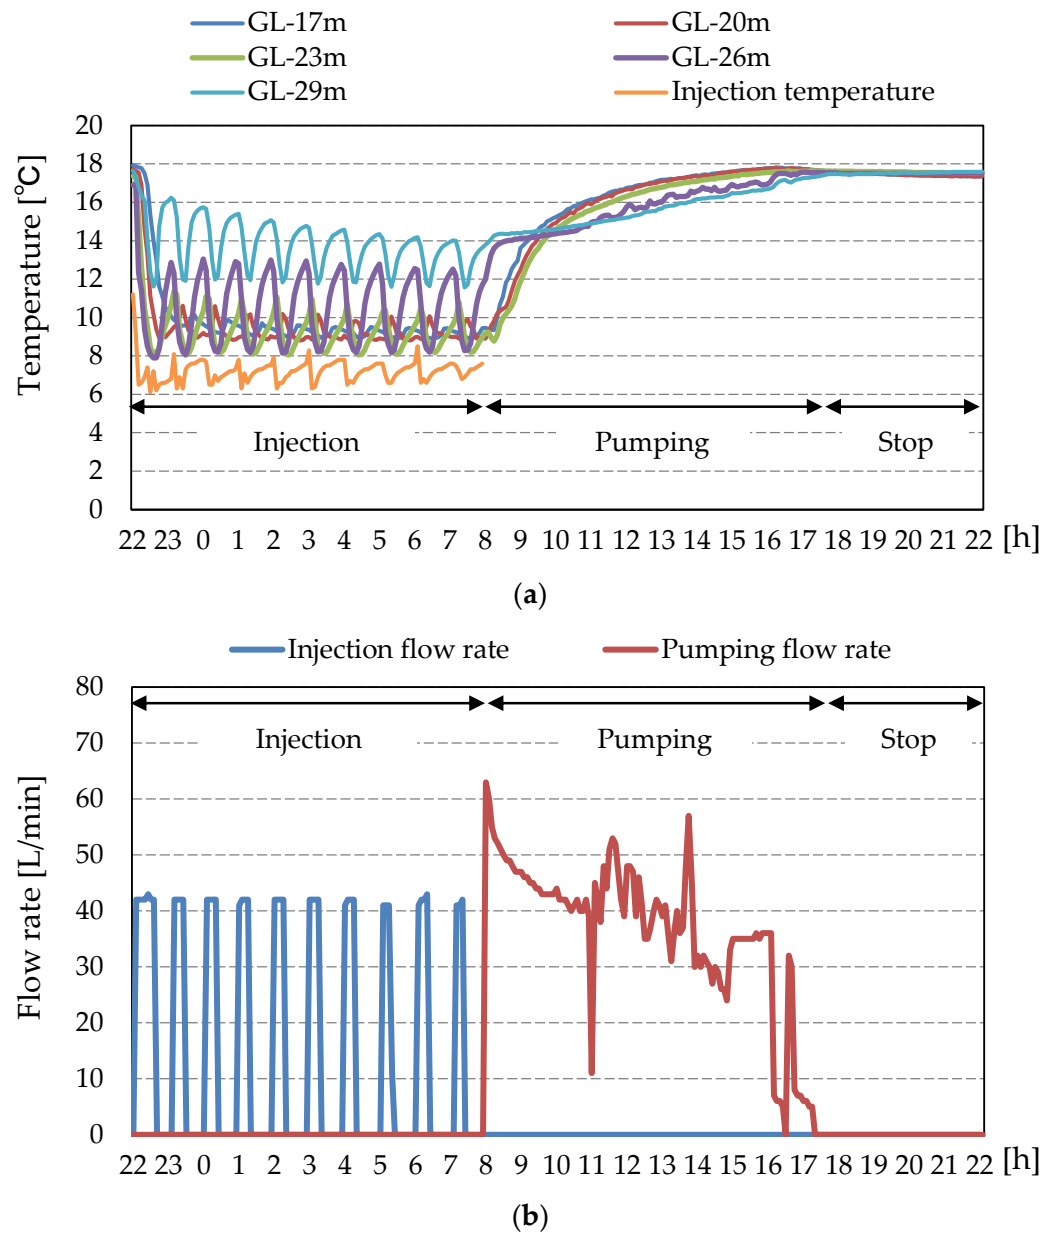 GL-17m GL-20m
GL-23m GL-26m
GL-29m Injection temperature
Temperature [℃]
20
18
16
14
12
10
8
6
4
2
0
Injection Pumping Stop
22 23 0 1 2 3 4 5 6 7 8 9 10 11 12 13 14 15 16 17 18 19 20 21 22 [h]
(a)
Injection flow rate Pumping flow rate
Flow rate [L/min]
80
70
60
50
40
30
20
10
0
Injection Pumping Stop
22 23 0 1 2 3 4 5 6 7 8 9 10 11 12 13 14 15 16 17 18 19 20 21 22 [h]
(b)